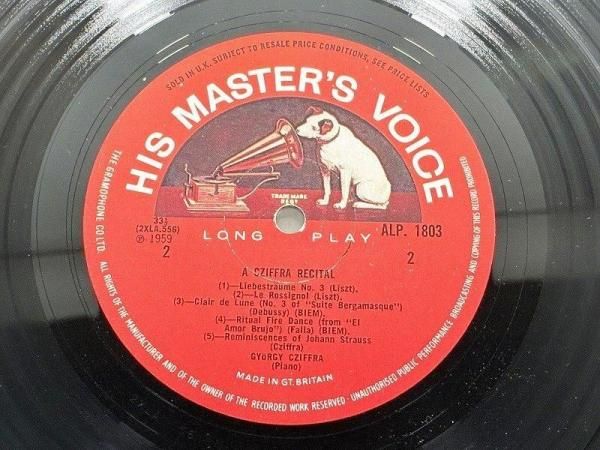 SOLD IN U.K. SUBJECT TO RESALE PRICE CONDITIONS, SEE PRICE LISTS
HIS MASTER'S VOICE
TRADE MARK
REGD
33⅓
(2XLA.556)
℗ 1959
2
LONG PLAY
ALP. 1803
2
A CZIFFRA RECITAL
(1)—Liebesträume No. 3 (Liszt).
(2)—Le Rossignol (Liszt).
(3)—Clair de Lune (No. 3 of "Suite Bergamasque")
(Debussy) (BIEM).
(4)—Ritual Fire Dance (from "El
Amor Brujo") (Falla) (BIEM).
(5)—Reminiscences of Johann Strauss
(Cziffra)
GYÖRGY CZIFFRA
(Piano)
MADE IN GT. BRITAIN
THE GRAMOPHONE CO. LTD. ALL RIGHTS OF THE MANUFACTURER AND OF THE OWNER OF THE RECORDED WORK RESERVED · UNAUTHORISED PUBLIC PERFORMANCE BROADCASTING AND COPYING OF THIS RECORD PROHIBITED